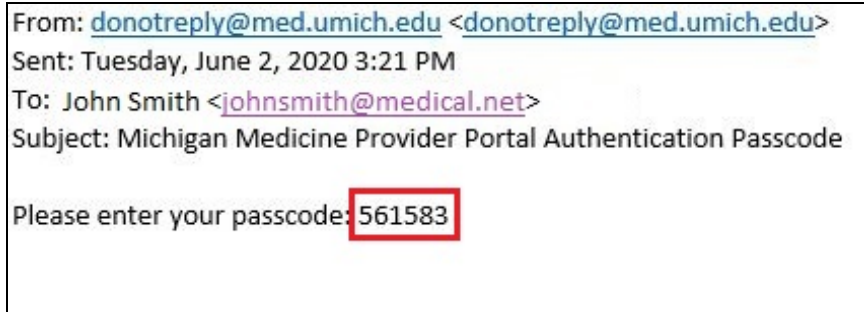 From: donotreply@med.umich.edu <donotreply@med.umich.edu>
Sent: Tuesday, June 2, 2020 3:21 PM
To: John Smith <johnsmith@medical.net>
Subject: Michigan Medicine Provider Portal Authentication Passcode
Please enter your passcode: 561583